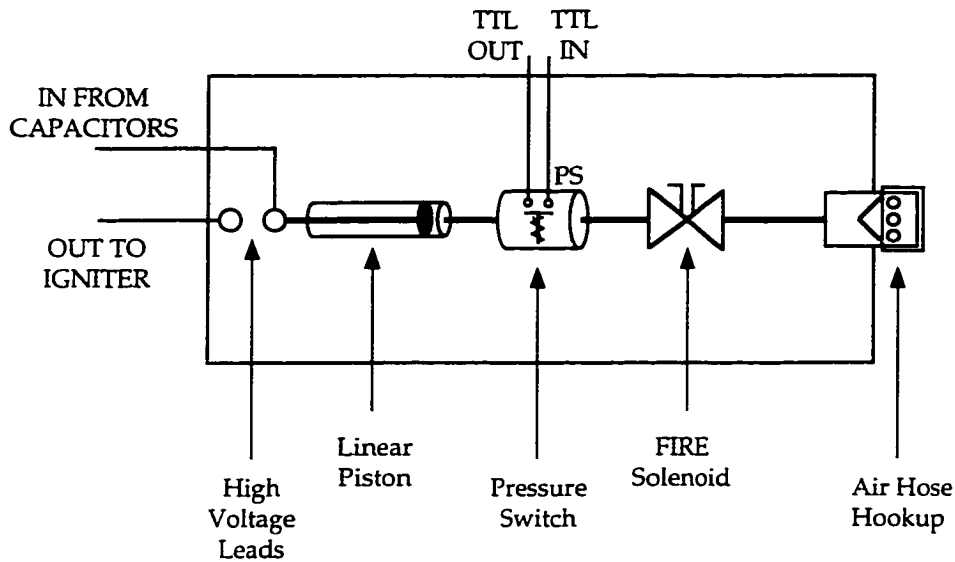 TTL TTL
OUT IN
IN FROM
CAPACITORS
PS
OUT TO
IGNITER
Linear
Piston
FIRE
Solenoid
High
Voltage
Leads
Pressure
Switch
Air Hose
Hookup